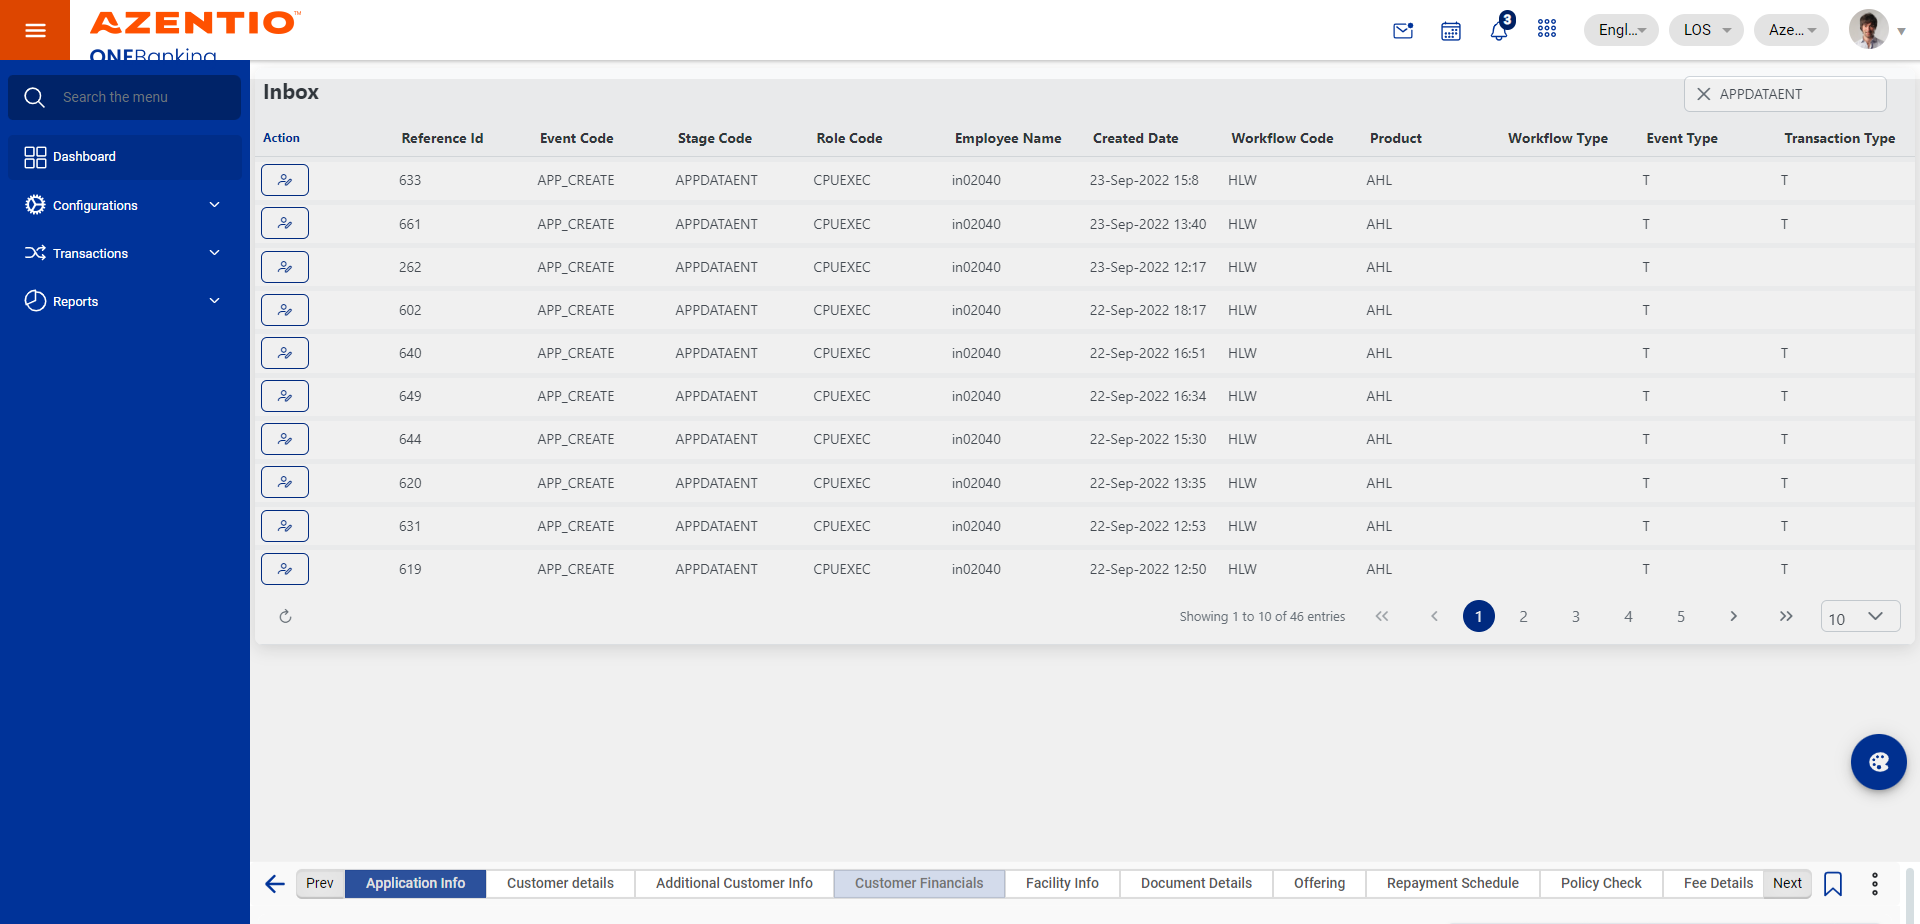 AZENTIO™
ONEBanking
3
Engl...
LOS
Aze...
Search the menu
Dashboard
Configurations
Transactions
Reports
Inbox
APPDATAENT
Action Reference Id Event Code Stage Code Role Code Employee Name Created Date Workflow Code Product Workflow Type Event Type Transaction Type
633 APP_CREATE APPDATAENT CPUEXEC in02040 23-Sep-2022 15:8 HLW AHL T T
661 APP_CREATE APPDATAENT CPUEXEC in02040 23-Sep-2022 13:40 HLW AHL T T
262 APP_CREATE APPDATAENT CPUEXEC in02040 23-Sep-2022 12:17 HLW AHL T
602 APP_CREATE APPDATAENT CPUEXEC in02040 22-Sep-2022 18:17 HLW AHL T
640 APP_CREATE APPDATAENT CPUEXEC in02040 22-Sep-2022 16:51 HLW AHL T T
649 APP_CREATE APPDATAENT CPUEXEC in02040 22-Sep-2022 16:34 HLW AHL T T
644 APP_CREATE APPDATAENT CPUEXEC in02040 22-Sep-2022 15:30 HLW AHL T T
620 APP_CREATE APPDATAENT CPUEXEC in02040 22-Sep-2022 13:35 HLW AHL T T
631 APP_CREATE APPDATAENT CPUEXEC in02040 22-Sep-2022 12:53 HLW AHL T T
619 APP_CREATE APPDATAENT CPUEXEC in02040 22-Sep-2022 12:50 HLW AHL T T
Showing 1 to 10 of 46 entries 1 2 3 4 5 10
Prev Application Info Customer details Additional Customer Info Customer Financials Facility Info Document Details Offering Repayment Schedule Policy Check Fee Details Next